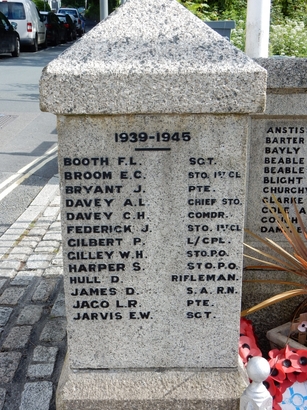 1939-1945
BOOTH F.L. SGT.
BROOM E.C. STO. 1ST CL
BRYANT J. PTE.
DAVEY A.L. CHIEF STO.
DAVEY C.H. COMDR.
FEDERICK J. STO. 1ST CL
GILBERT P. L/CPL.
GILLEY W.H. STO.P.O.
HARPER S. STO.P.O.
HULL D. RIFLEMAN.
JAMES D. S.A.R.N.
JAGO L.R. PTE.
JARVIS E.W. SGT.
ANSTIS
BARTER
BAYLY
BEABLE
BEABLE
BLIGHT
CHURCH
CLARKE
COLE A